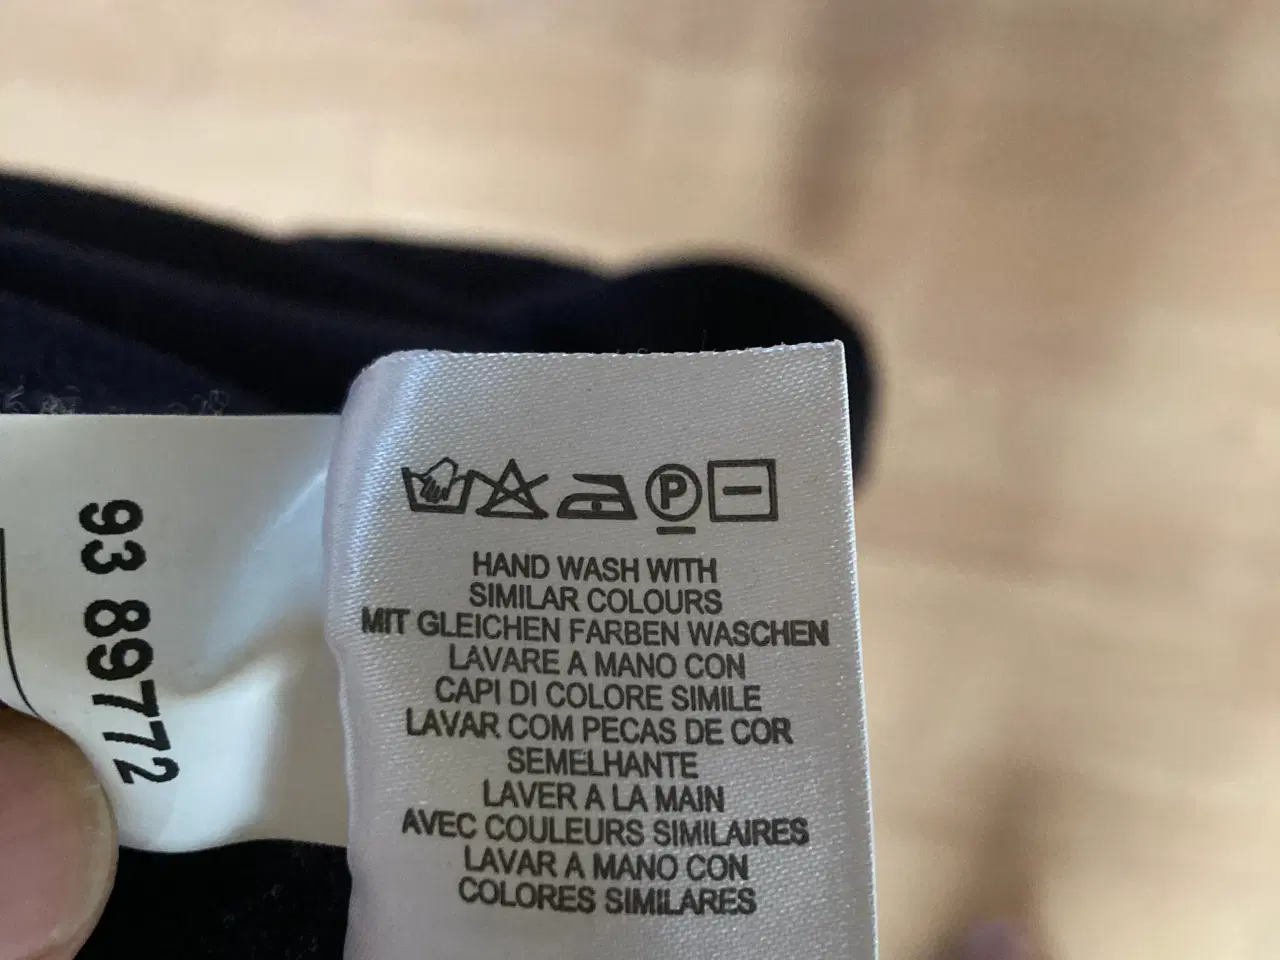 93 89772
P
HAND WASH WITH
SIMILAR COLOURS
MIT GLEICHEN FARBEN WASCHEN
LAVARE A MANO CON
CAPI DI COLORE SIMILE
LAVAR COM PECAS DE COR
SEMELHANTE
LAVER A LA MAIN
AVEC COULEURS SIMILAIRES
LAVAR A MANO CON
COLORES SIMILARES